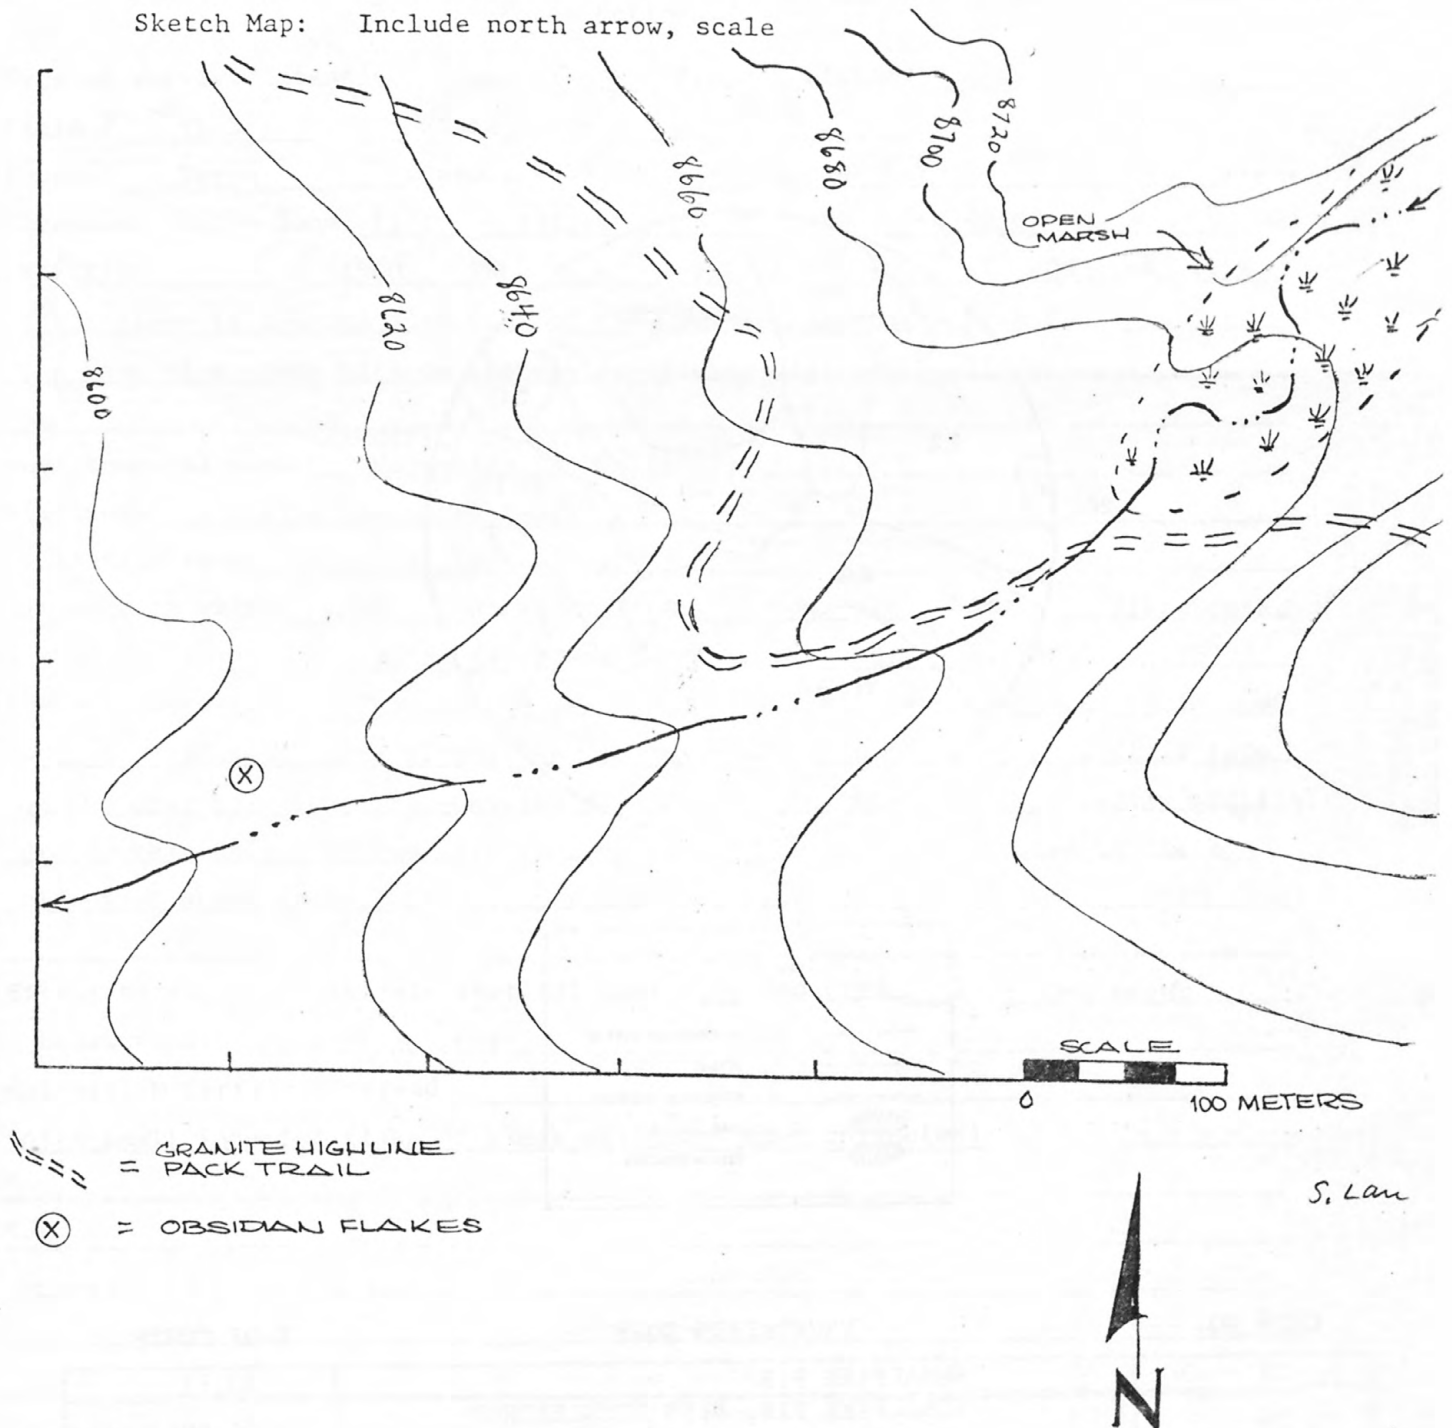 Sketch Map: Include north arrow, scale
8720
8700
8680
8660
OPEN
MARSH
8640
8620
8600
SCALE
0 100 METERS
= GRANITE HIGHLINE
PACK TRAIL
S. Lau
X = OBSIDIAN FLAKES
N